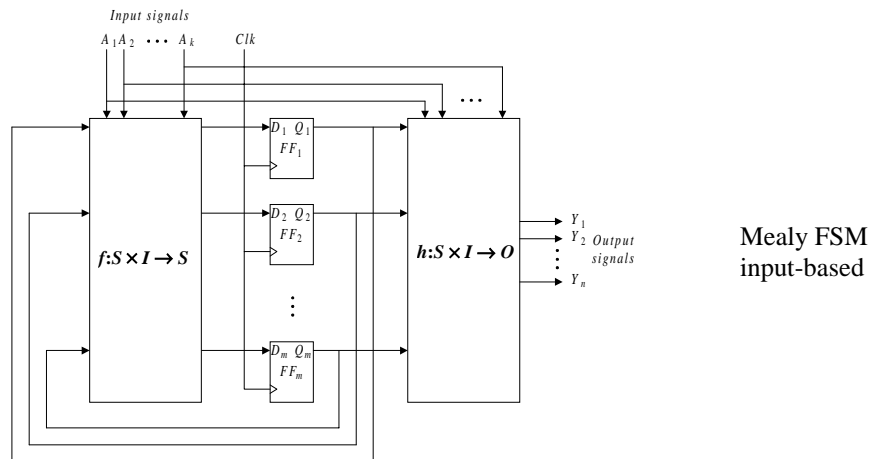 Input signals
A₁ A₂ ··· Aₖ Clk
···
D₁ Q₁
FF₁
D₂ Q₂
FF₂
f:S×I→S
h:S×I→O
Y₁
Y₂ Output
signals
Yₙ
Dₘ Qₘ
FFₘ
Mealy FSM
input-based